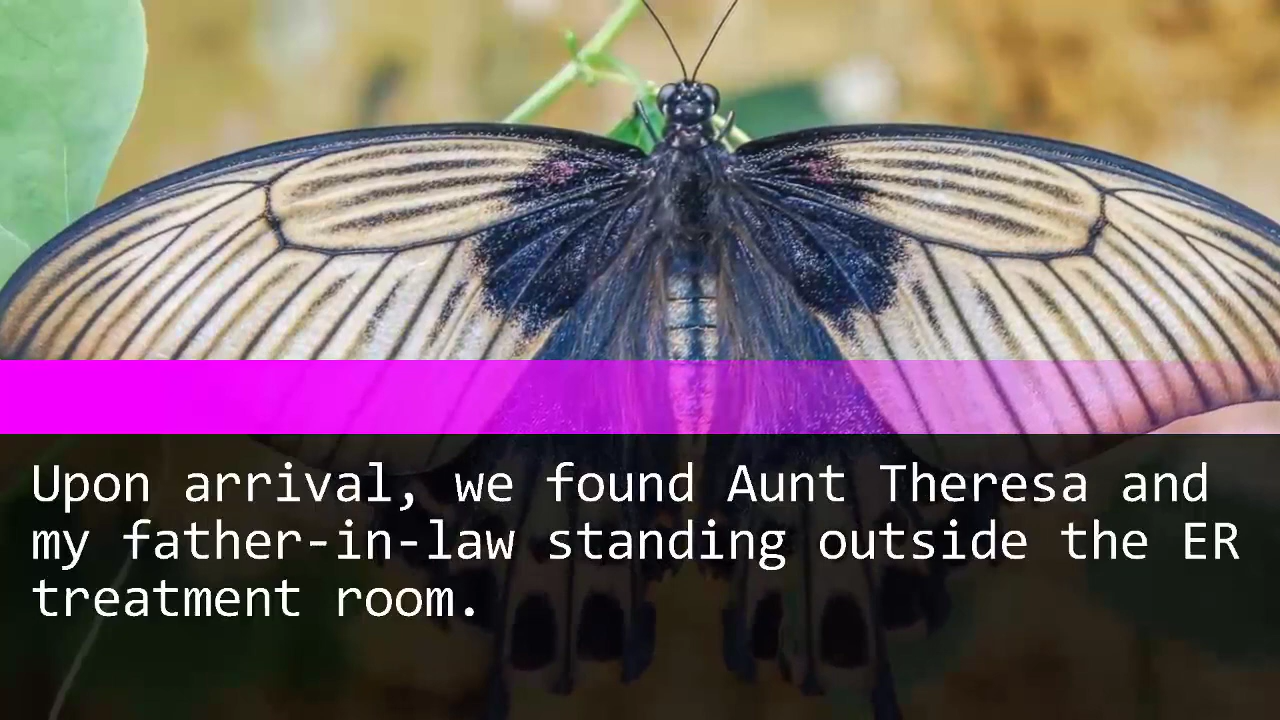 Upon arrival, we found Aunt Theresa and
my father-in-law standing outside the ER
treatment room.